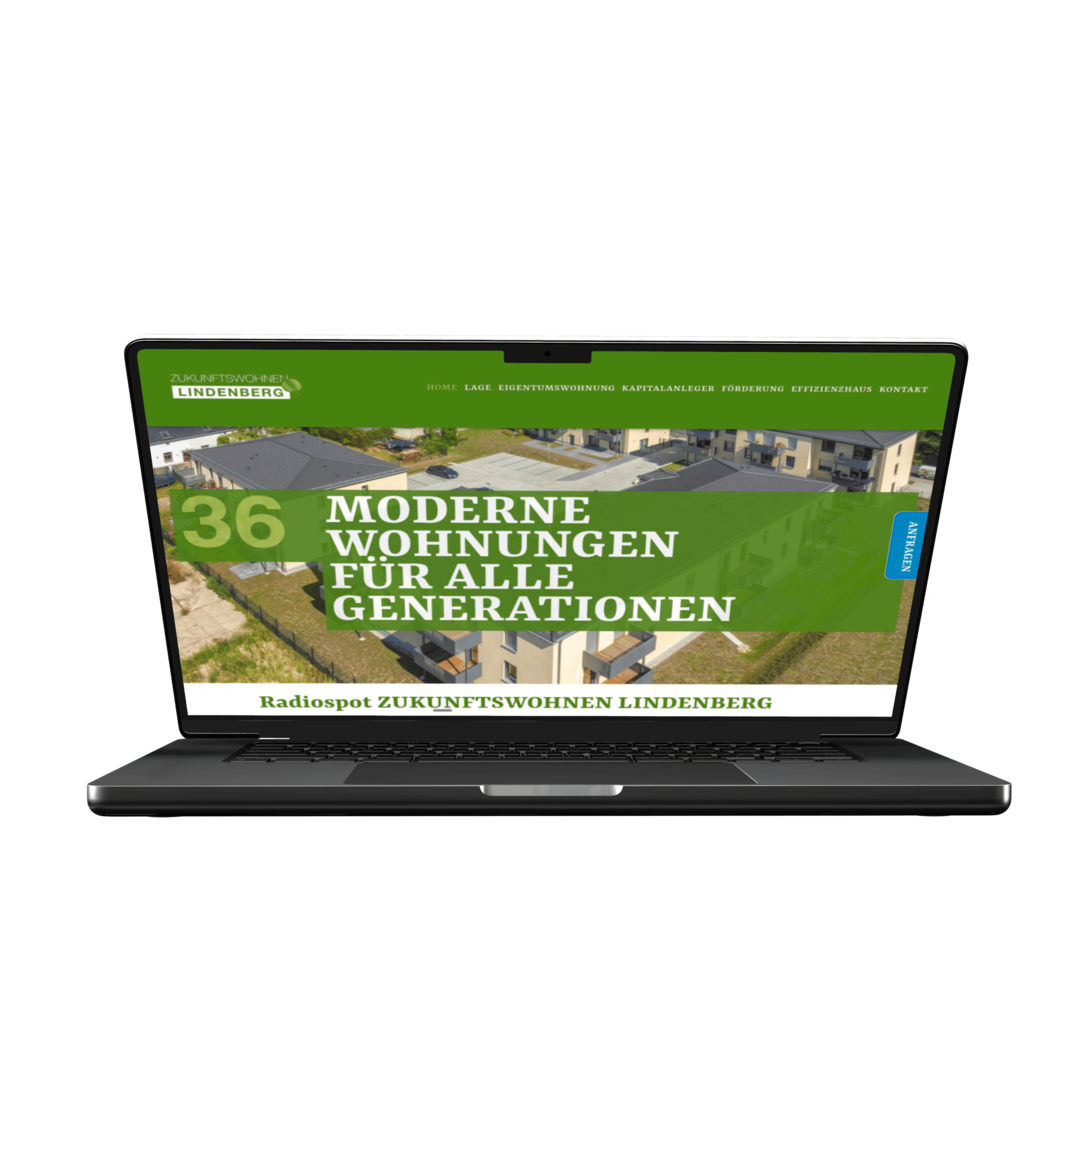 ZUKUNFTSWOHNEN
LINDENBERG
HOME LAGE EIGENTUMSWOHNUNG KAPITALANLEGER FÖRDERUNG EFFIZIENZHAUS KONTAKT
36 MODERNE
WOHNUNGEN
FÜR ALLE
GENERATIONEN
ANFRAGEN
Radiospot ZUKUNFTSWOHNEN LINDENBERG